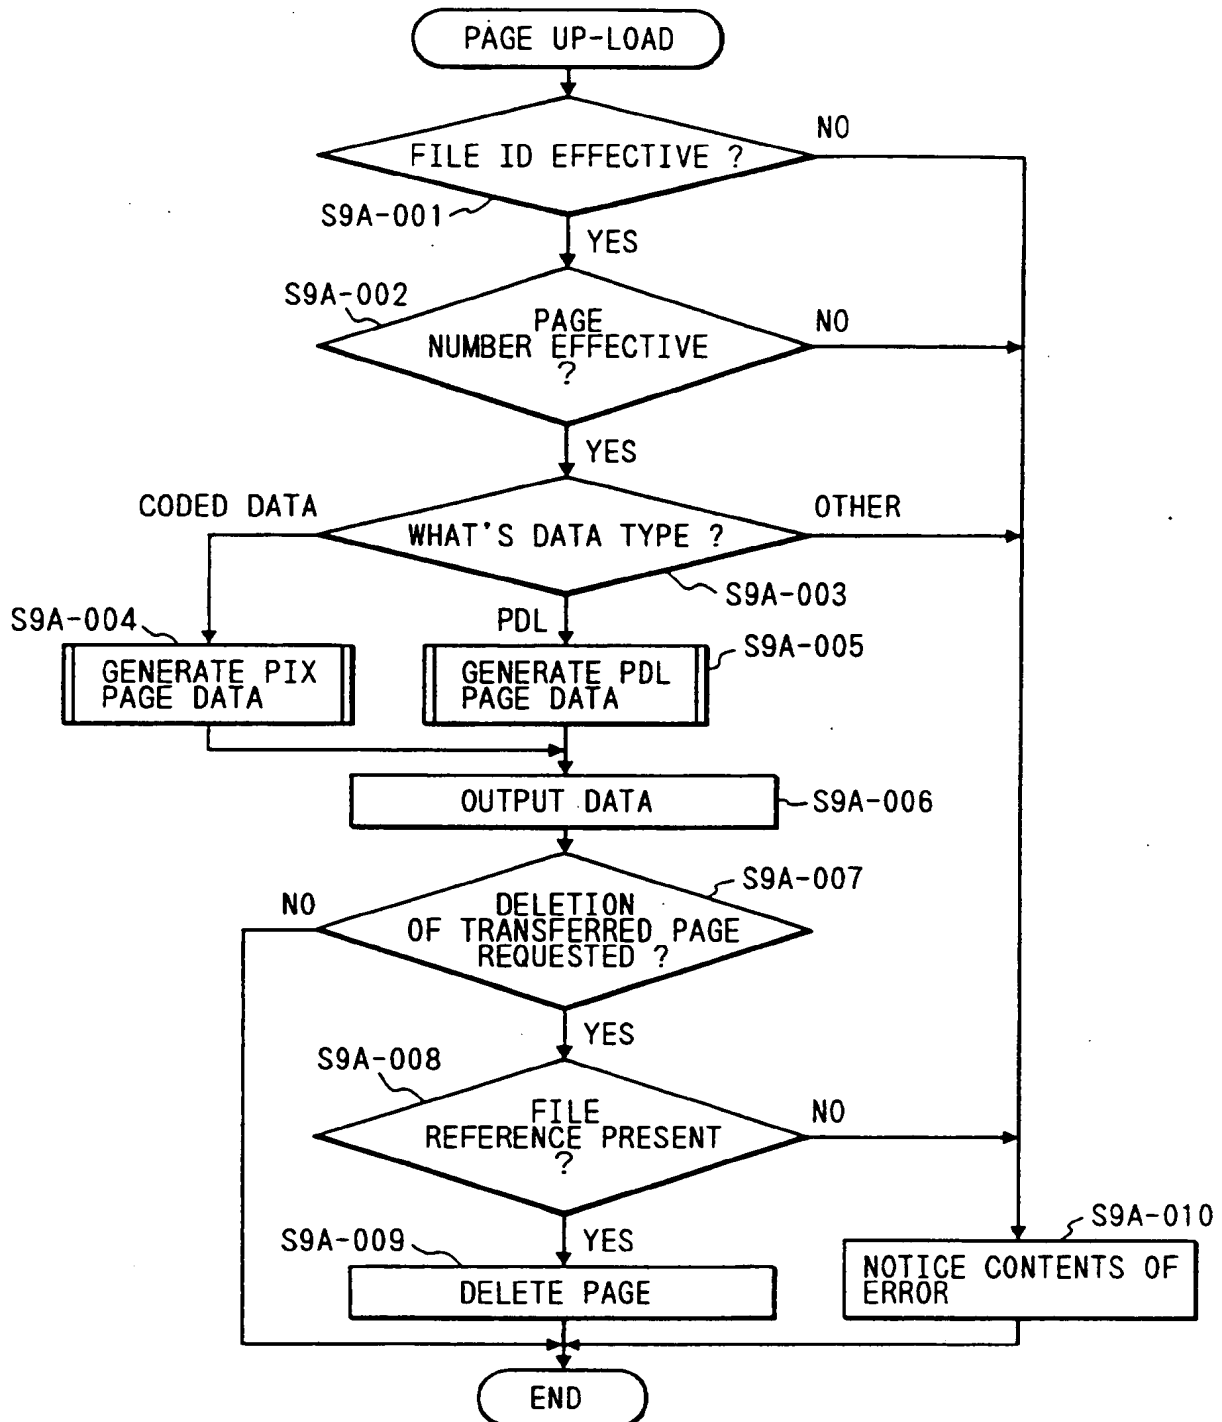 PAGE UP-LOAD
FILE ID EFFECTIVE ?
NO
S9A-001
YES
S9A-002
PAGE
NUMBER EFFECTIVE
?
NO
YES
CODED DATA
WHAT'S DATA TYPE ?
OTHER
S9A-003
S9A-004
PDL
S9A-005
GENERATE PIX
PAGE DATA
GENERATE PDL
PAGE DATA
OUTPUT DATA
S9A-006
S9A-007
NO
DELETION
OF TRANSFERRED PAGE
REQUESTED ?
YES
S9A-008
FILE
REFERENCE PRESENT
?
NO
YES
S9A-009
DELETE PAGE
S9A-010
NOTICE CONTENTS OF
ERROR
END